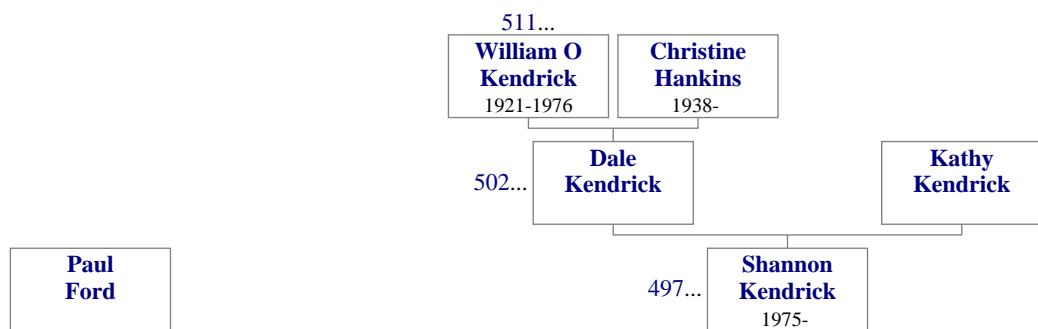 511...
William O
Kendrick
1921-1976
Christine
Hankins
1938-
502...
Dale
Kendrick
Kathy
Kendrick
Paul
Ford
497...
Shannon
Kendrick
1975-